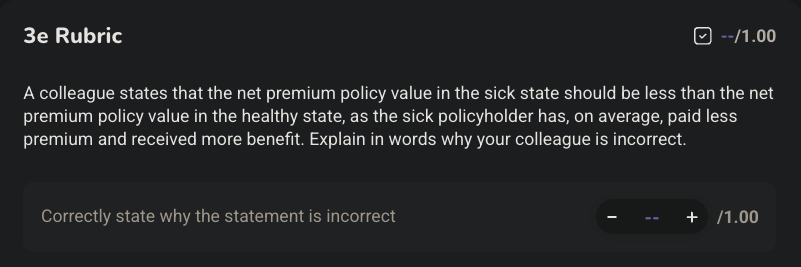 3e Rubric
--/1.00
A colleague states that the net premium policy value in the sick state should be less than the net
premium policy value in the healthy state, as the sick policyholder has, on average, paid less
premium and received more benefit. Explain in words why your colleague is incorrect.
Correctly state why the statement is incorrect
− -- + /1.00